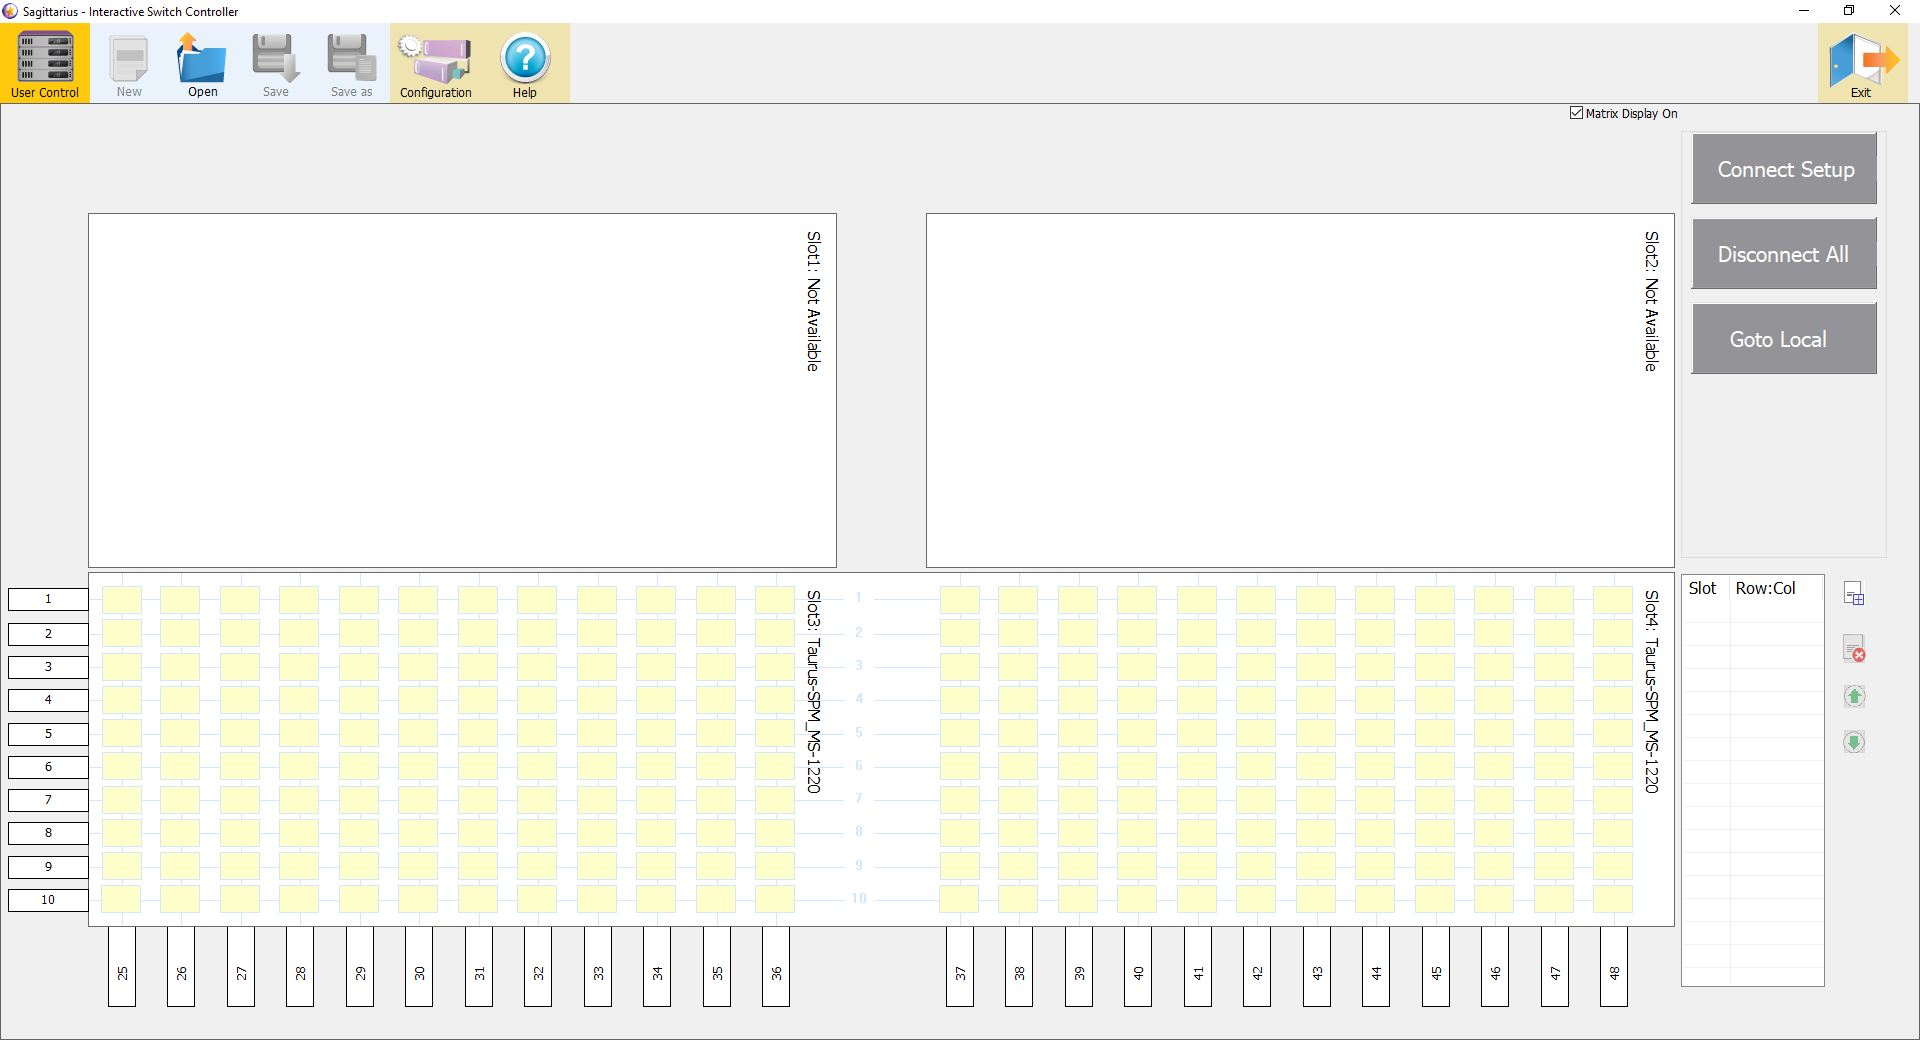 Sagittarius - Interactive Switch Controller
User Control
New
Open
Save
Save as
Configuration
Help
Exit
Matrix Display On
Connect Setup
Disconnect All
Goto Local
Slot1: Not Available
Slot2: Not Available
Slot3: Taurus-SPM_MS-1220
Slot4: Taurus-SPM_MS-1220
Slot Row:Col
1 1
2 2
3 3
4 4
5 5
6 6
7 7
8 8
9 9
10 10
25 26 27 28 29 30 31 32 33 34 35 36 37 38 39 40 41 42 43 44 45 46 47 48